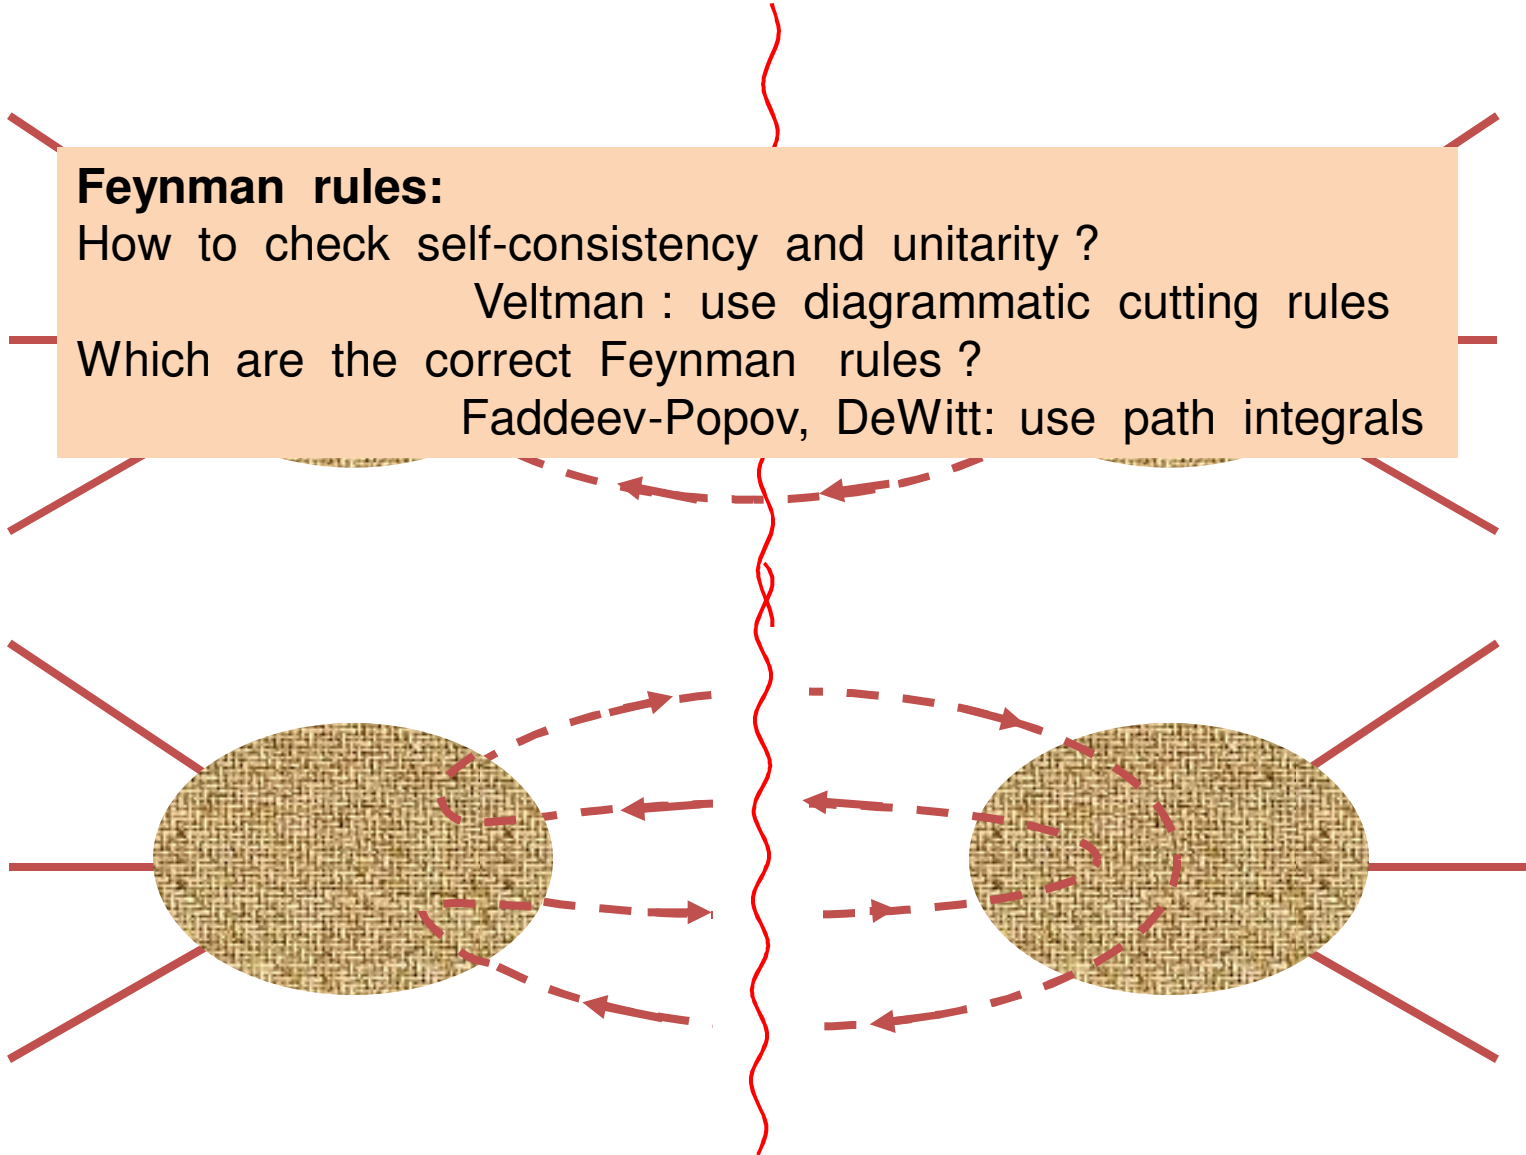 Feynman rules:
How to check self-consistency and unitarity ?
Veltman : use diagrammatic cutting rules
Which are the correct Feynman rules ?
Faddeev-Popov, DeWitt: use path integrals